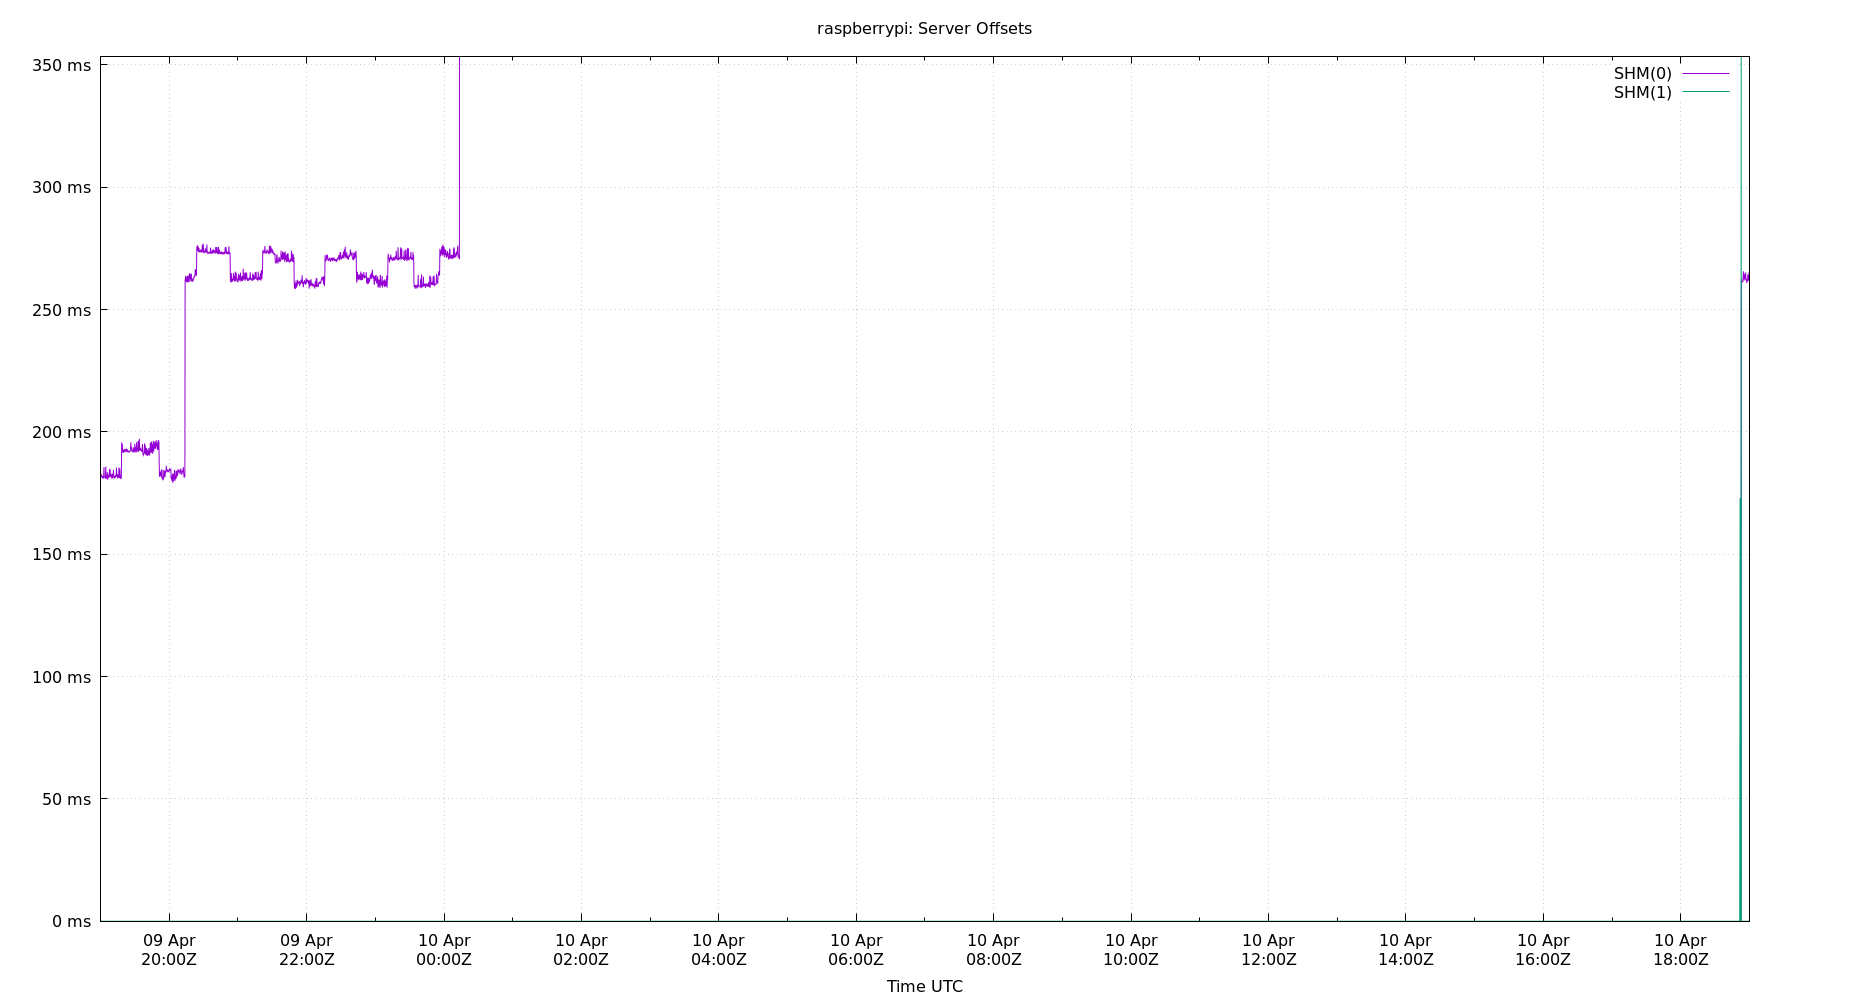 raspberrypi: Server Offsets
350 ms
300 ms
250 ms
200 ms
150 ms
100 ms
50 ms
0 ms
SHM(0)
SHM(1)
09 Apr
20:00Z
09 Apr
22:00Z
10 Apr
00:00Z
10 Apr
02:00Z
10 Apr
04:00Z
10 Apr
06:00Z
10 Apr
08:00Z
10 Apr
10:00Z
10 Apr
12:00Z
10 Apr
14:00Z
10 Apr
16:00Z
10 Apr
18:00Z
Time UTC